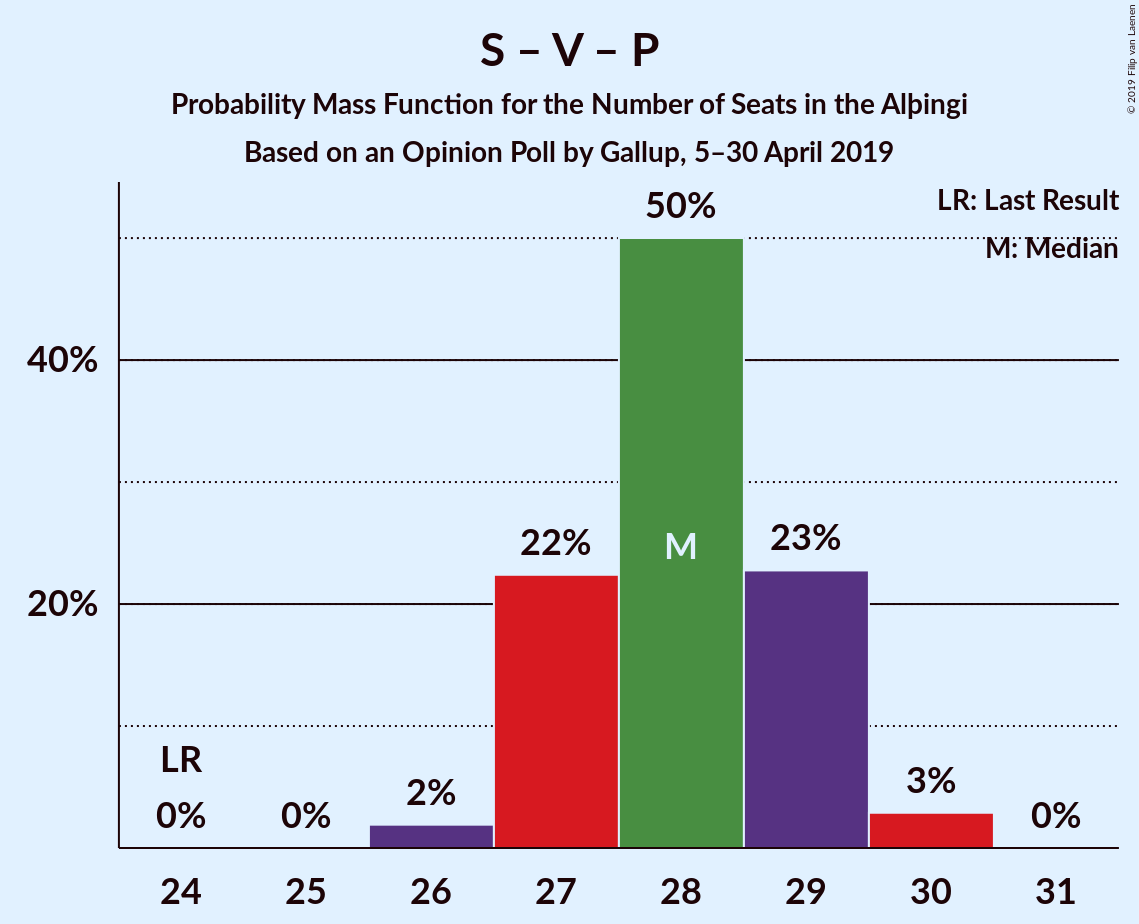 S – V – P
Probability Mass Function for the Number of Seats in the Alþingi
Based on an Opinion Poll by Gallup, 5–30 April 2019
© 2019 Filip van Laenen
LR: Last Result
M: Median
50%
40%
23%
22%
M
20%
LR
3%
2%
0%
0%
0%
24
25
26
27
28
29
30
31